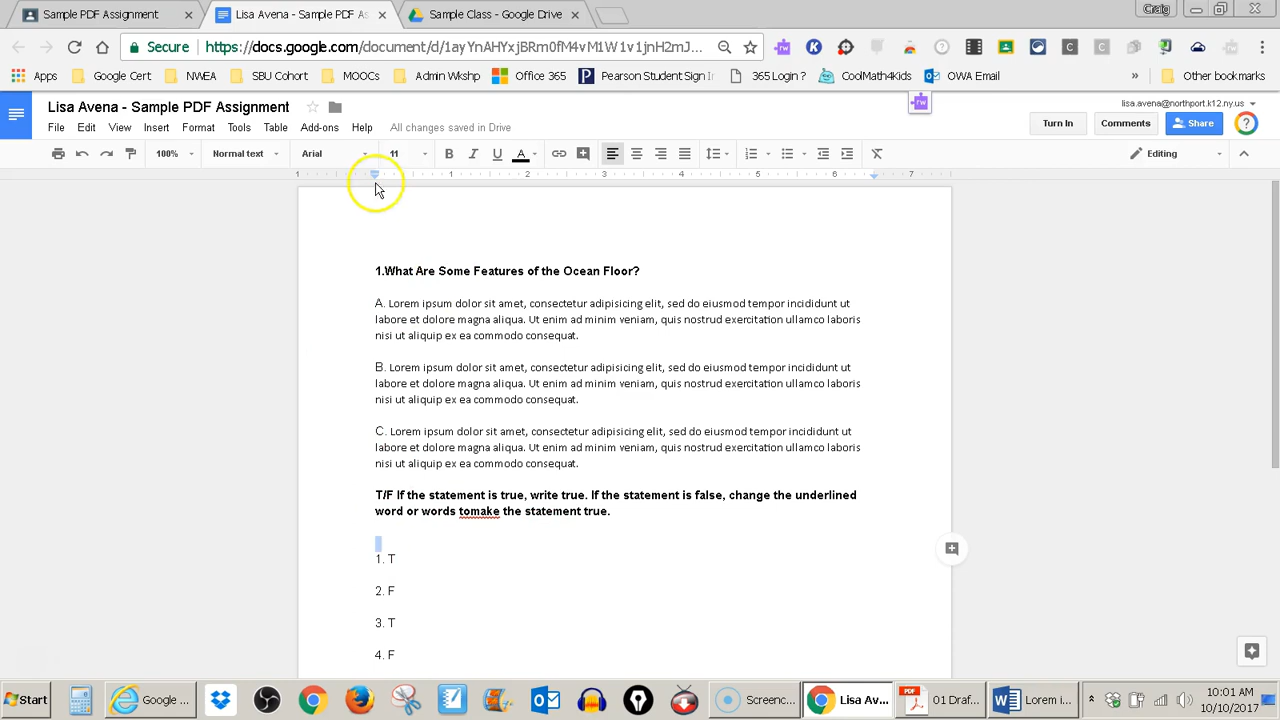 Sample PDF Assignment
Lisa Avena - Sample PDF As
Sample Class - Google Drive
Craig
Secure
https://docs.google.com/document/d/1ayYnAHYxjBRm0fM4vM1W1v1jnH2mJ...
Apps
Google Cert
NWEA
SBU Cohort
MOOCs
Admin Wkshp
Office 365
Pearson Student Sign I
365 Login ?
CoolMath4Kids
OWA Email
»
Other bookmarks
Lisa Avena - Sample PDF Assignment
lisa.avena@northport.k12.ny.us
File Edit View Insert Format Tools Table Add-ons Help
All changes saved in Drive
Turn In
Comments
Share
100%
Normal text
Arial
11
B I U A
Editing
1 1 2 3 4 5 6 7
1.What Are Some Features of the Ocean Floor?
A. Lorem ipsum dolor sit amet, consectetur adipisicing elit, sed do eiusmod tempor incididunt ut
labore et dolore magna aliqua. Ut enim ad minim veniam, quis nostrud exercitation ullamco laboris
nisi ut aliquip ex ea commodo consequat.
B. Lorem ipsum dolor sit amet, consectetur adipisicing elit, sed do eiusmod tempor incididunt ut
labore et dolore magna aliqua. Ut enim ad minim veniam, quis nostrud exercitation ullamco laboris
nisi ut aliquip ex ea commodo consequat.
C. Lorem ipsum dolor sit amet, consectetur adipisicing elit, sed do eiusmod tempor incididunt ut
labore et dolore magna aliqua. Ut enim ad minim veniam, quis nostrud exercitation ullamco laboris
nisi ut aliquip ex ea commodo consequat.
T/F If the statement is true, write true. If the statement is false, change the underlined
word or words tomake the statement true.
1. T
2. F
3. T
4. F
Start
Google...
Screenc...
Lisa Av...
01 Draf...
Lorem i...
10:01 AM
10/10/2017